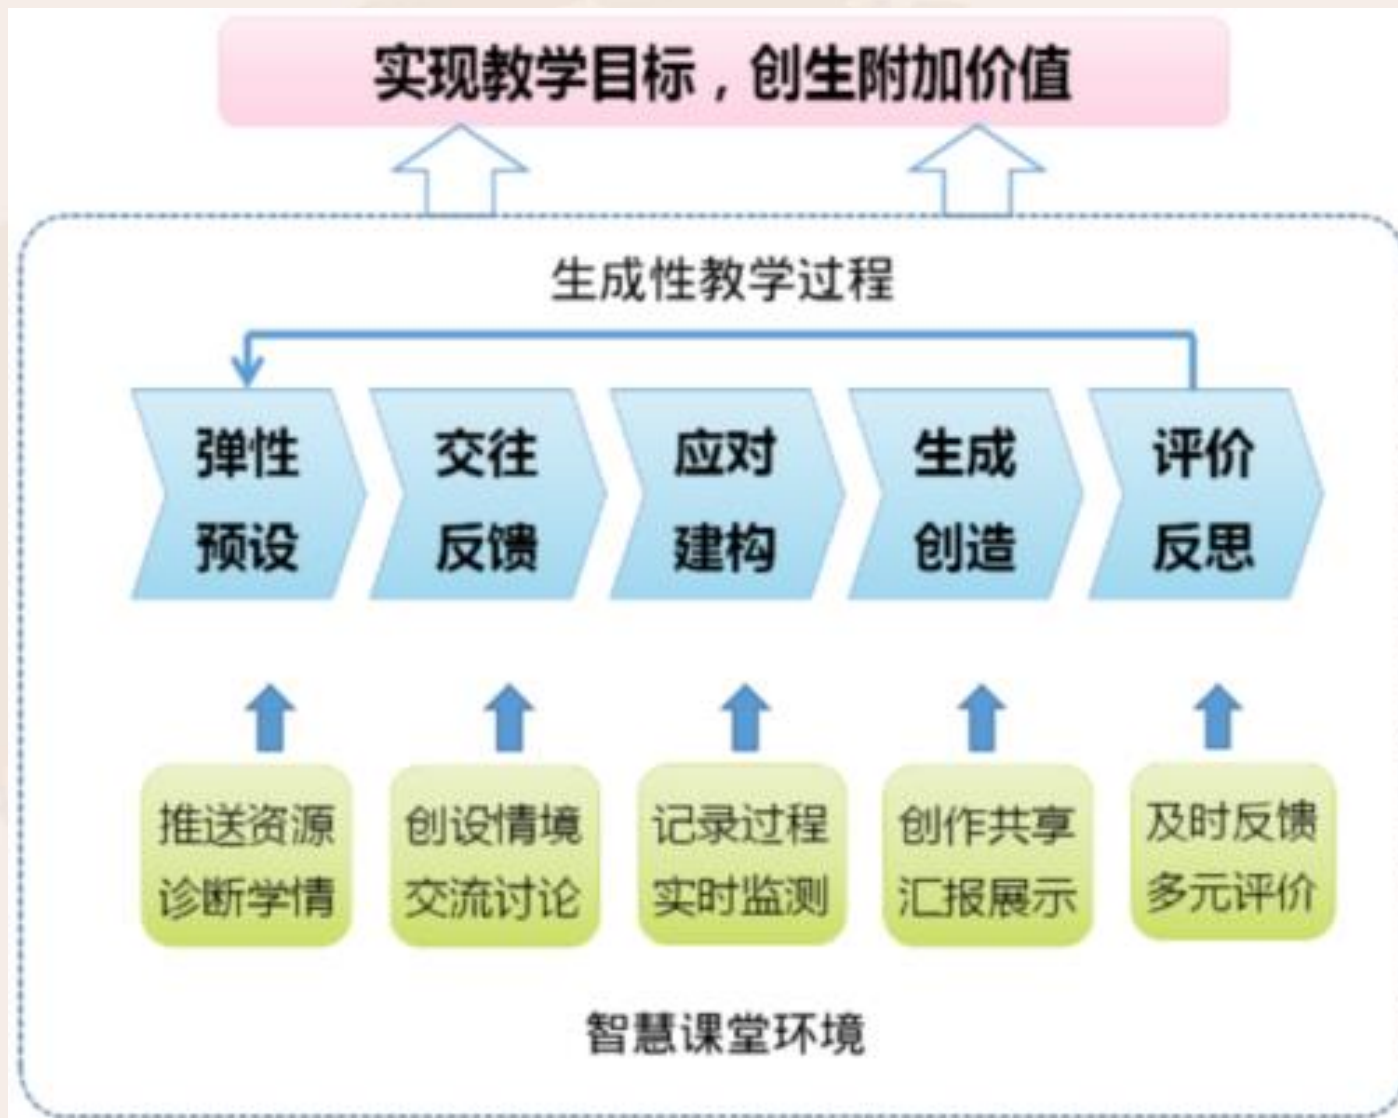 实现教学目标，创生附加价值
生成性教学过程
弹性
预设
交往
反馈
应对
建构
生成
创造
评价
反思
推送资源
诊断学情
创设情境
交流讨论
记录过程
实时监测
创作共享
汇报展示
及时反馈
多元评价
智慧课堂环境